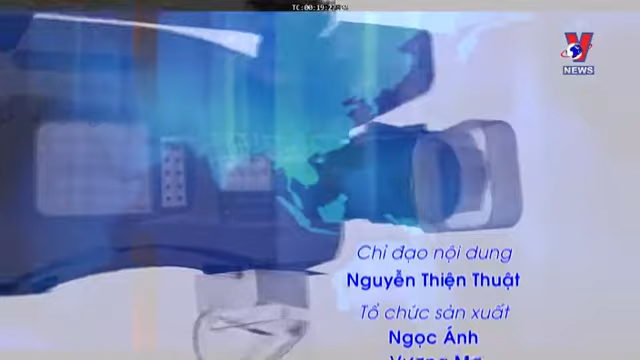 V
NEWS
Chỉ đạo nội dung
Nguyễn Thiện Thuật
Tổ chức sản xuất
Ngọc Ánh